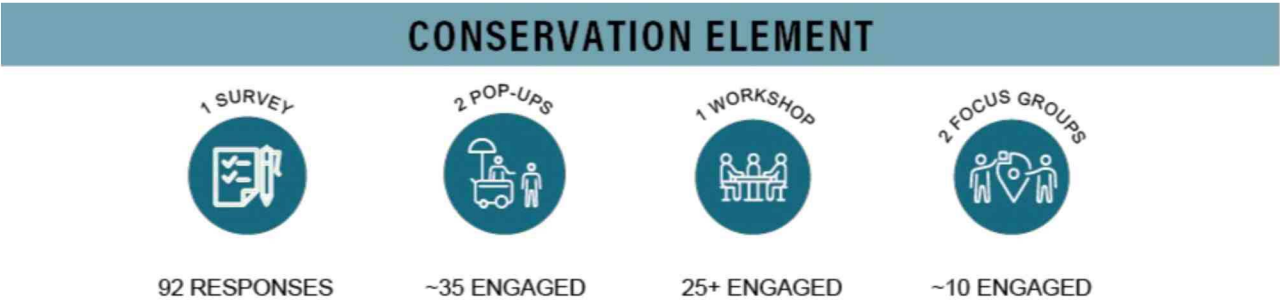 CONSERVATION ELEMENT
1 SURVEY
2 POP-UPS
1 WORKSHOP
2 FOCUS GROUPS
92 RESPONSES
~35 ENGAGED
25+ ENGAGED
~10 ENGAGED